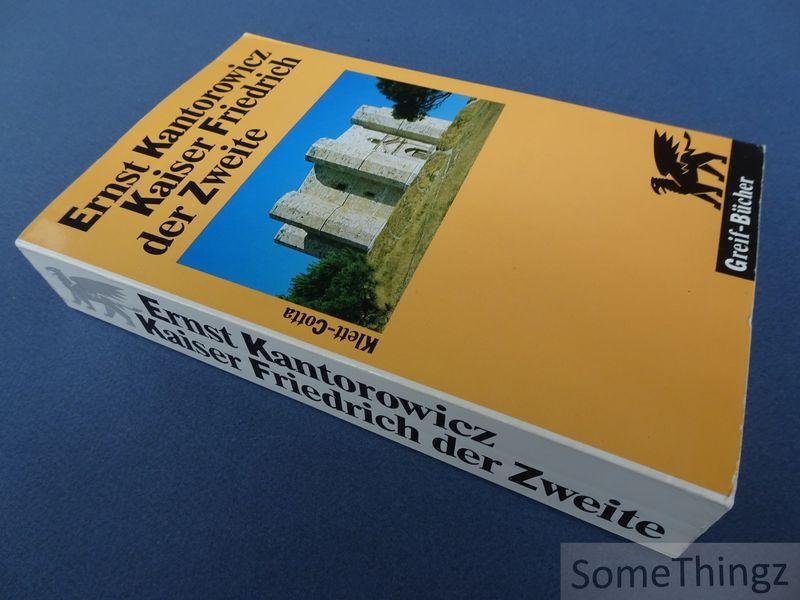 Ernst Kantorowicz
Kaiser Friedrich
der Zweite
Klett-Cotta
Greif-Bücher
Ernst Kantorowicz
Kaiser Friedrich der Zweite
SomeThingz